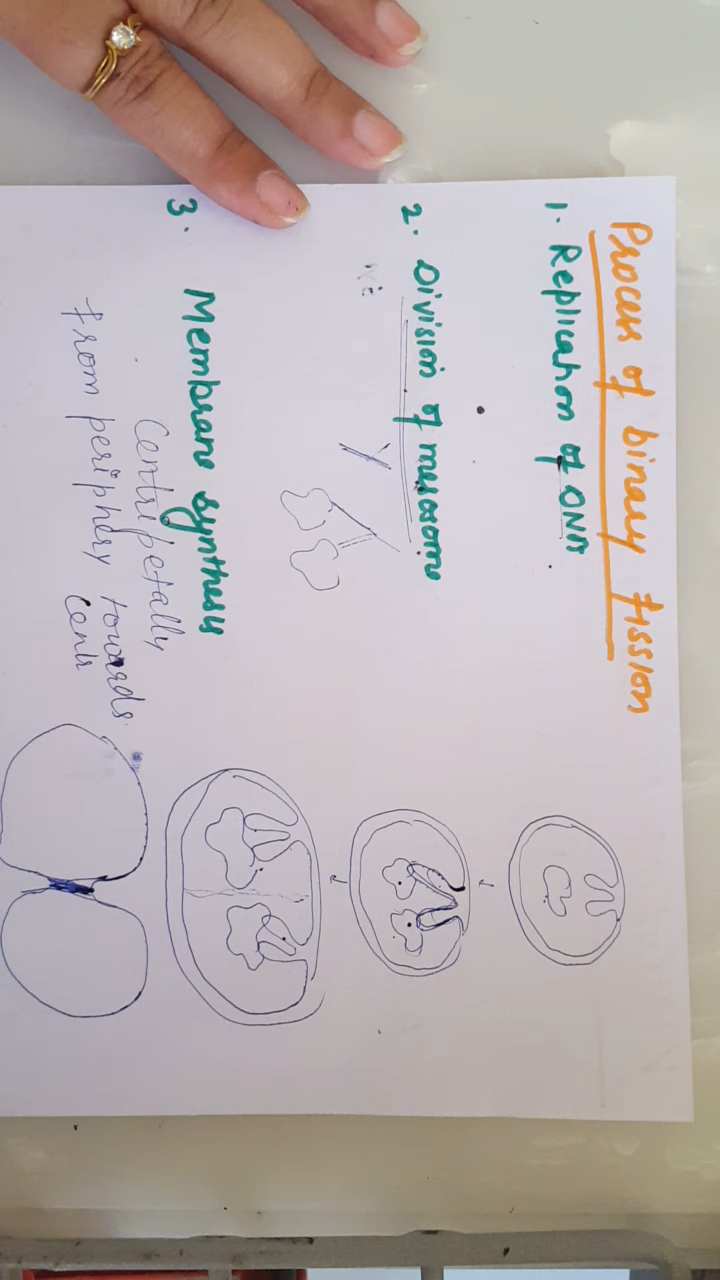 Process of binary Fission
1. Replication of DNA
2. Division of mesosome
3. Membrane Synthesis
Centripetally
From periphery towards